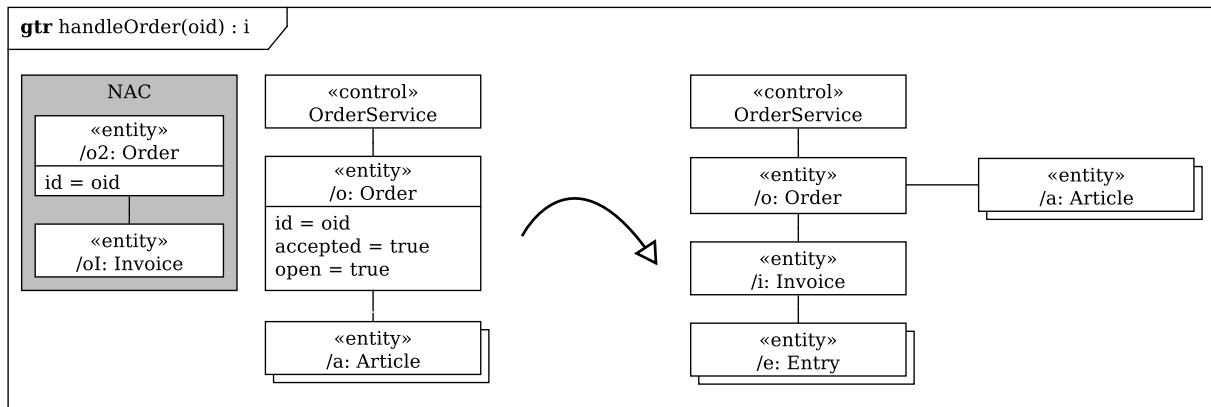 gtr handleOrder(oid) : i
NAC
«entity»
/o2: Order
id = oid
«entity»
/oI: Invoice
«control»
OrderService
«entity»
/o: Order
id = oid
accepted = true
open = true
«entity»
/a: Article
«control»
OrderService
«entity»
/o: Order
«entity»
/a: Article
«entity»
/i: Invoice
«entity»
/e: Entry